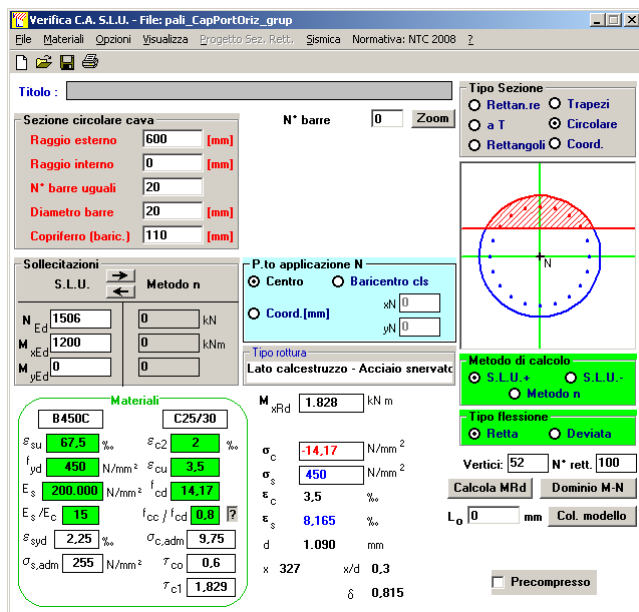 Verifica C.A. S.L.U. - File: pali_CapPortOriz_grup
File Materiali Opzioni Visualizza Progetto Sez. Rett. Sismica Normativa: NTC 2008 ?
Titolo :
N* barre 0 Zoom
Tipo Sezione
Rettan.re Trapezi
a T Circolare
Rettangoli Coord.
Sezione circolare cava
Raggio esterno 600 [mm]
Raggio interno 0 [mm]
N* barre uguali 20
Diametro barre 20 [mm]
Copriferro (baric.) 110 [mm]
N
Sollecitazioni
S.L.U. Metodo n
N Ed 1506 0 kN
M xEd 1200 0 kNm
M yEd 0 0
P.to applicazione N
Centro Baricentro cls
Coord.[mm] xN 0
yN 0
Tipo rottura
Lato calcestruzzo - Acciaio snervato
Metodo di calcolo
S.L.U.+ S.L.U.-
Metodo n
Tipo flessione
Retta Deviata
Materiali
B450C C25/30
εsu 67,5 ‰ εc2 2 ‰
fyd 450 N/mm² εcu 3,5
Es 200.000 N/mm² fcd 14,17
Es /Ec 15 fcc / fcd 0,8 ?
εsyd 2,25 ‰ σc,adm 9,75
σs,adm 255 N/mm² τco 0,6
τc1 1,829
M xRd 1.828 kN m
σc -14,17 N/mm²
σs 450 N/mm²
εc 3,5 ‰
εs 8,165 ‰
d 1.090 mm
x 327 x/d 0,3
δ 0,815
Vertici: 52 N* rett. 100
Calcola MRd Dominio M-N
Lo 0 mm Col. modello
Precompresso